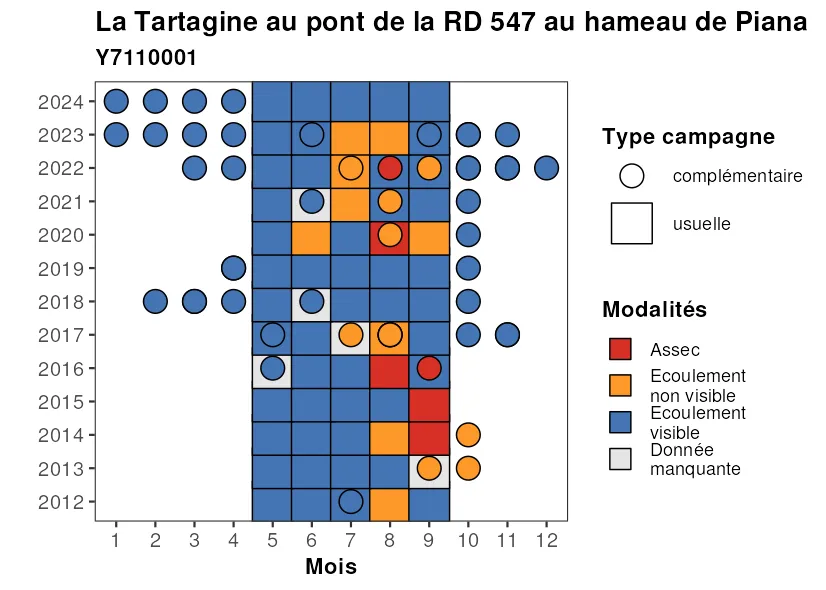 La Tartagine au pont de la RD 547 au hameau de Piana
Y7110001
2024
2023
2022
2021
2020
2019
2018
2017
2016
2015
2014
2013
2012
1 2 3 4 5 6 7 8 9 10 11 12
Mois
Type campagne
complémentaire
usuelle
Modalités
Assec
Ecoulement
non visible
Ecoulement
visible
Donnée
manquante